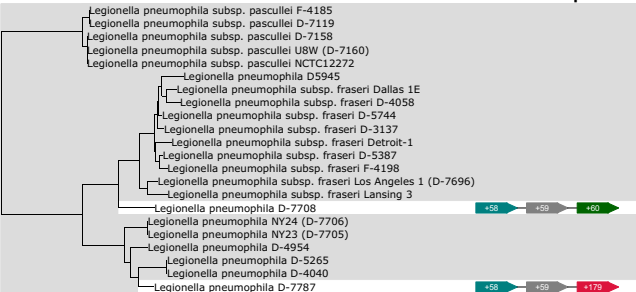 Legionella pneumophila subsp. pascullei F-4185
Legionella pneumophila subsp. pascullei D-7119
Legionella pneumophila subsp. pascullei D-7158
Legionella pneumophila subsp. pascullei U8W (D-7160)
Legionella pneumophila subsp. pascullei NCTC12272
Legionella pneumophila D5945
Legionella pneumophila subsp. fraseri Dallas 1E
Legionella pneumophila subsp. fraseri D-4058
Legionella pneumophila subsp. fraseri D-5744
Legionella pneumophila subsp. fraseri D-3137
Legionella pneumophila subsp. fraseri Detroit-1
Legionella pneumophila subsp. fraseri D-5387
Legionella pneumophila subsp. fraseri F-4198
Legionella pneumophila subsp. fraseri Los Angeles 1 (D-7696)
Legionella pneumophila subsp. fraseri Lansing 3
Legionella pneumophila D-7708 +58 +59 +60
Legionella pneumophila NY24 (D-7706)
Legionella pneumophila NY23 (D-7705)
Legionella pneumophila D-4954
Legionella pneumophila D-5265
Legionella pneumophila D-4040
Legionella pneumophila D-7787 +58 +59 +179